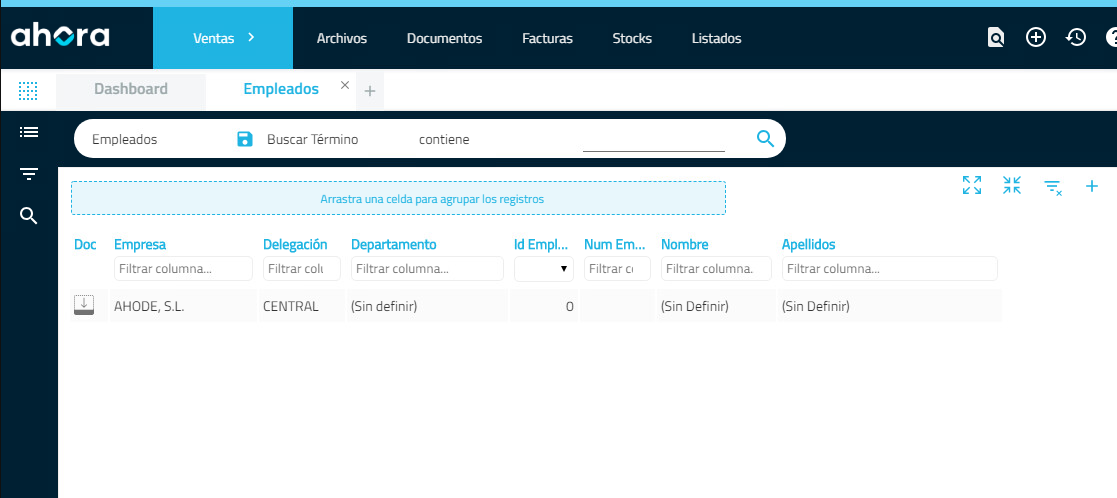 ahora
Ventas > Archivos Documentos Facturas Stocks Listados
Dashboard Empleados × +
Empleados Buscar Término contiene
Arrastra una celda para agrupar los registros
Doc Empresa Delegación Departamento Id Empl... Num Em... Nombre Apellidos
Filtrar columna... Filtrar colu Filtrar columna... Filtrar c Filtrar columna. Filtrar columna...
AHODE, S.L. CENTRAL (Sin definir) 0 (Sin Definir) (Sin Definir)